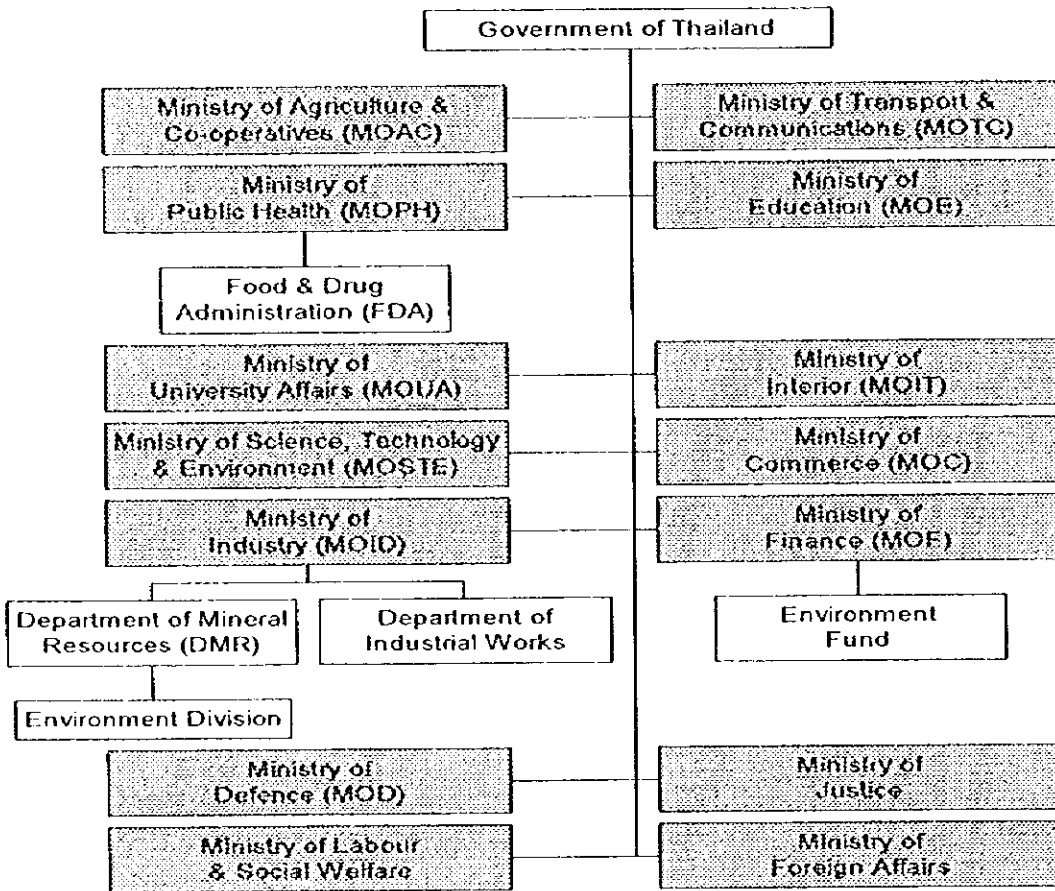 Government of Thailand
Ministry of Agriculture &
Co-operatives (MOAC)
Ministry of Transport &
Communications (MOTC)
Ministry of
Public Health (MOPH)
Ministry of
Education (MOE)
Food & Drug
Administration (FDA)
Ministry of
University Affairs (MOUA)
Ministry of
Interior (MOIT)
Ministry of Science, Technology
& Environment (MOSTE)
Ministry of
Commerce (MOC)
Ministry of
Industry (MOID)
Ministry of
Finance (MOF)
Department of Mineral
Resources (DMR)
Department of
Industrial Works
Environment
Fund
Environment Division
Ministry of
Defence (MOD)
Ministry of
Justice
Ministry of Labour
& Social Welfare
Ministry of
Foreign Affairs